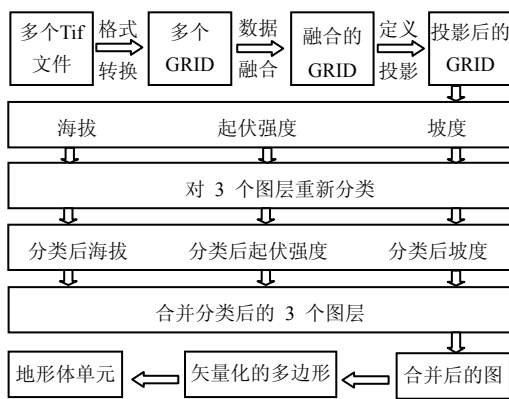 多个Tif 格式 多个 数据 融合的 定义 投影后的
文件 转换 GRID 融合 GRID 投影 GRID
海拔 起伏强度 坡度
对 3 个图层重新分类
分类后海拔 分类后起伏强度 分类后坡度
合并分类后的 3 个图层
地形体单元 矢量化的多边形 合并后的图